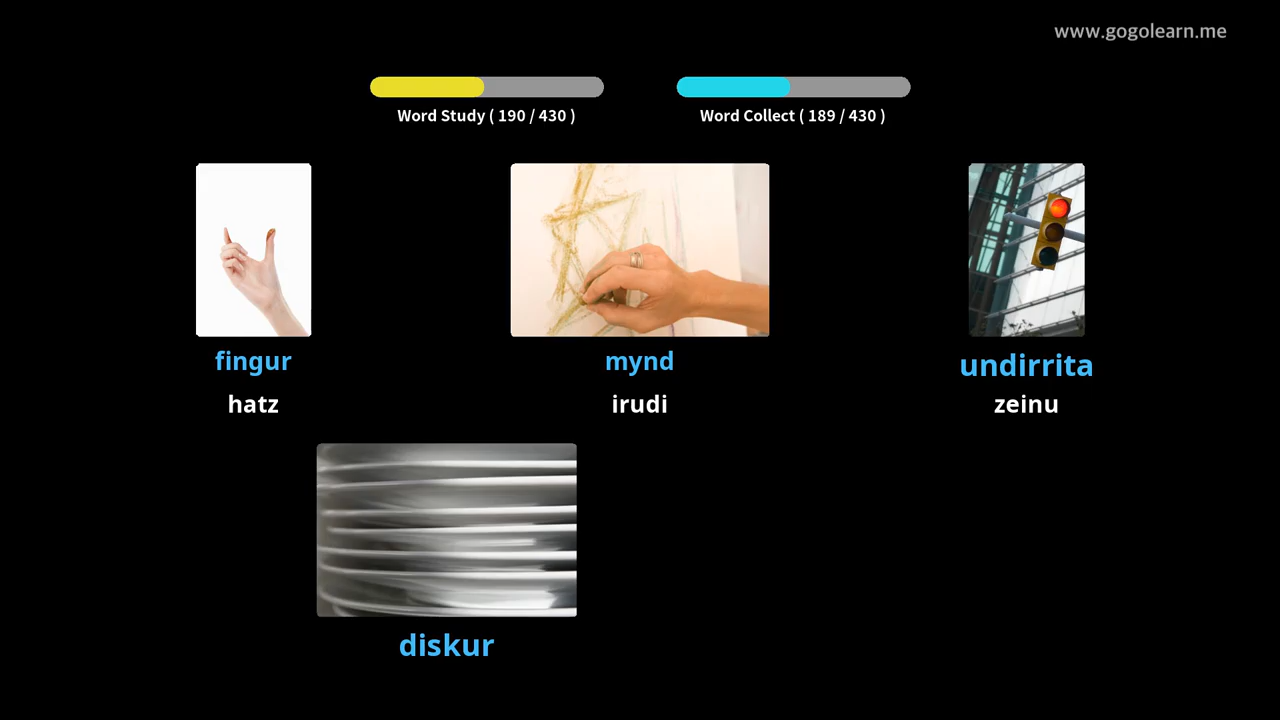 www.gogolearn.me
Word Study ( 190 / 430 )
Word Collect ( 189 / 430 )
fingur
mynd
undirrita
hatz
irudi
zeinu
diskur